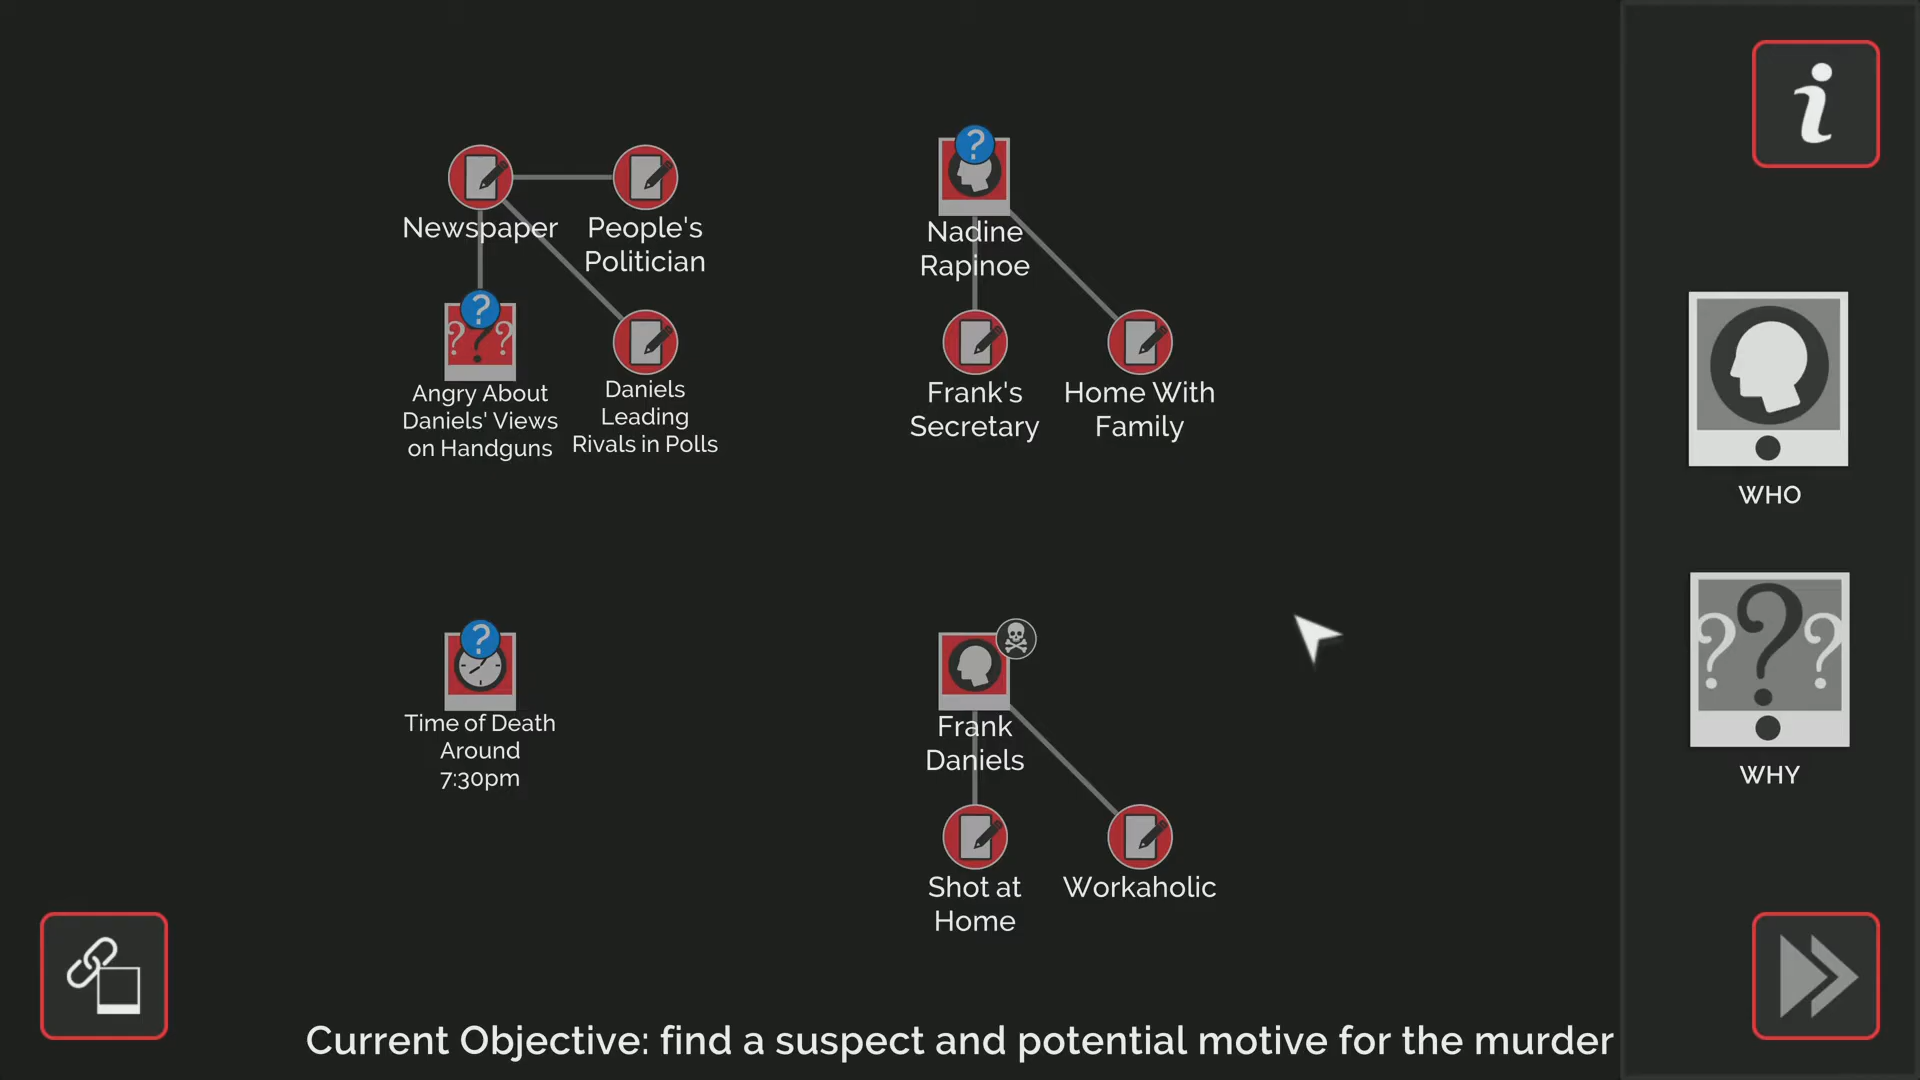 Newspaper
People's
Politician
Angry About
Daniels' Views
on Handguns
Daniels
Leading
Rivals in Polls
Nadine
Rapinoe
Frank's
Secretary
Home With
Family
Time of Death
Around
7:30pm
Frank
Daniels
Shot at
Home
Workaholic
WHO
WHY
Current Objective: find a suspect and potential motive for the murder